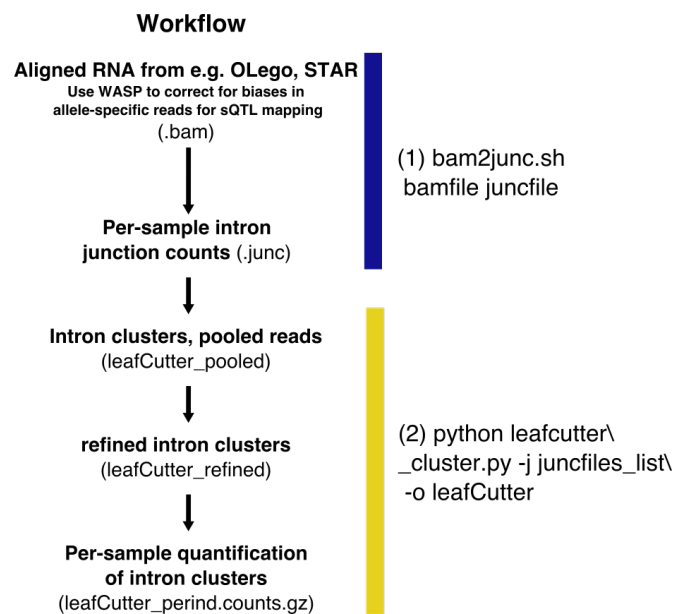 Workflow
Aligned RNA from e.g. OLego, STAR
Use WASP to correct for biases in
allele-specific reads for sQTL mapping
(.bam)
(1) bam2junc.sh
bamfile juncfile
Per-sample intron
junction counts (.junc)
Intron clusters, pooled reads
(leafCutter_pooled)
refined intron clusters
(leafCutter_refined)
(2) python leafcutter\
_cluster.py -j juncfiles_list\
-o leafCutter
Per-sample quantification
of intron clusters
(leafCutter_perind.counts.gz)